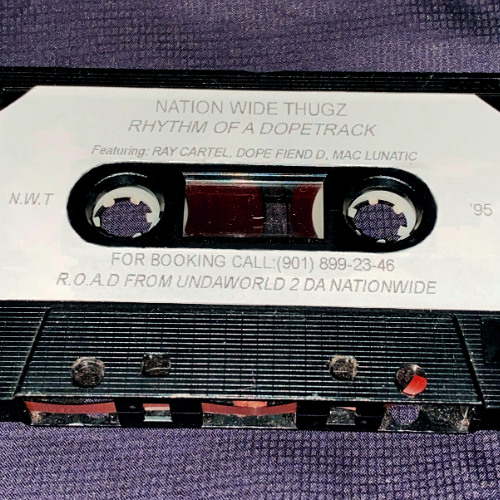 NATION WIDE THUGZ
RHYTHM OF A DOPETRACK
Featuring: RAY CARTEL, DOPE FIEND D, MAC LUNATIC
N.W.T
'95
FOR BOOKING CALL:(901) 899-23-46
R.O.A.D FROM UNDAWORLD 2 DA NATIONWIDE